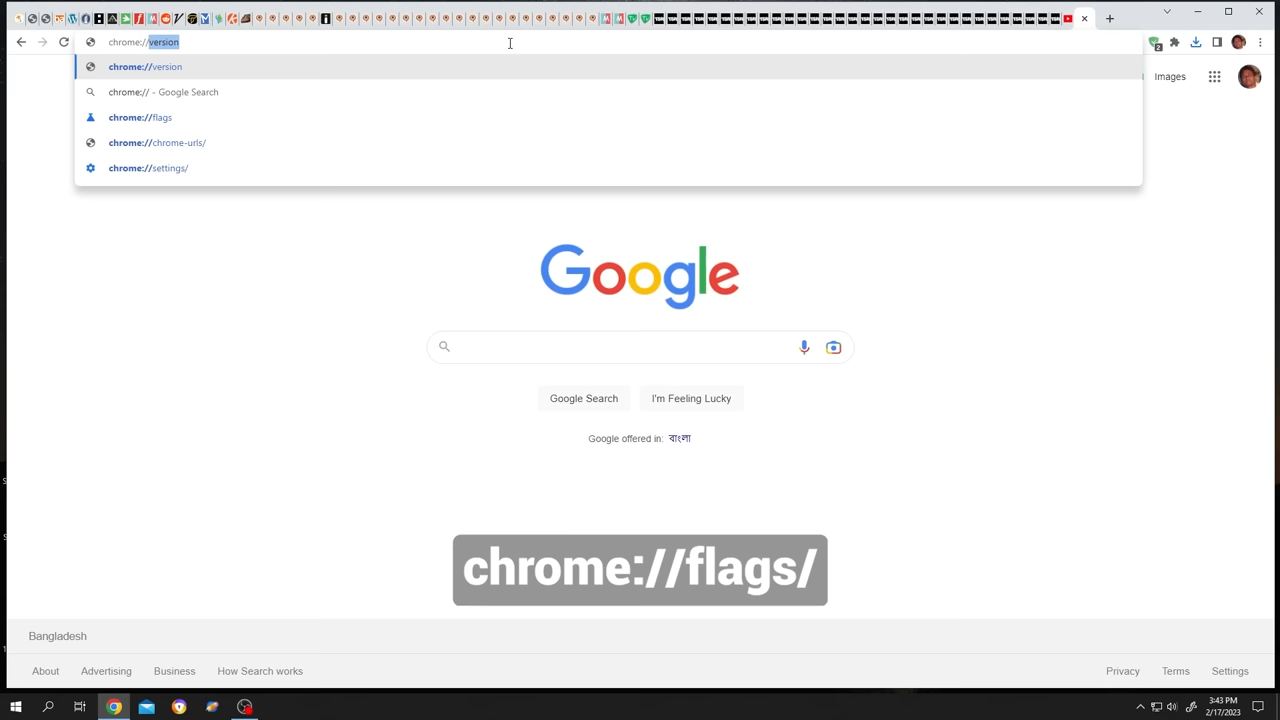 chrome://version
chrome://version
chrome:// - Google Search
chrome://flags
chrome://chrome-urls/
chrome://settings/
2
Images
Google
Google Search
I'm Feeling Lucky
Google offered in: বাংলা
chrome://flags/
Bangladesh
About
Advertising
Business
How Search works
Privacy
Terms
Settings
3:43 PM
2/17/2023